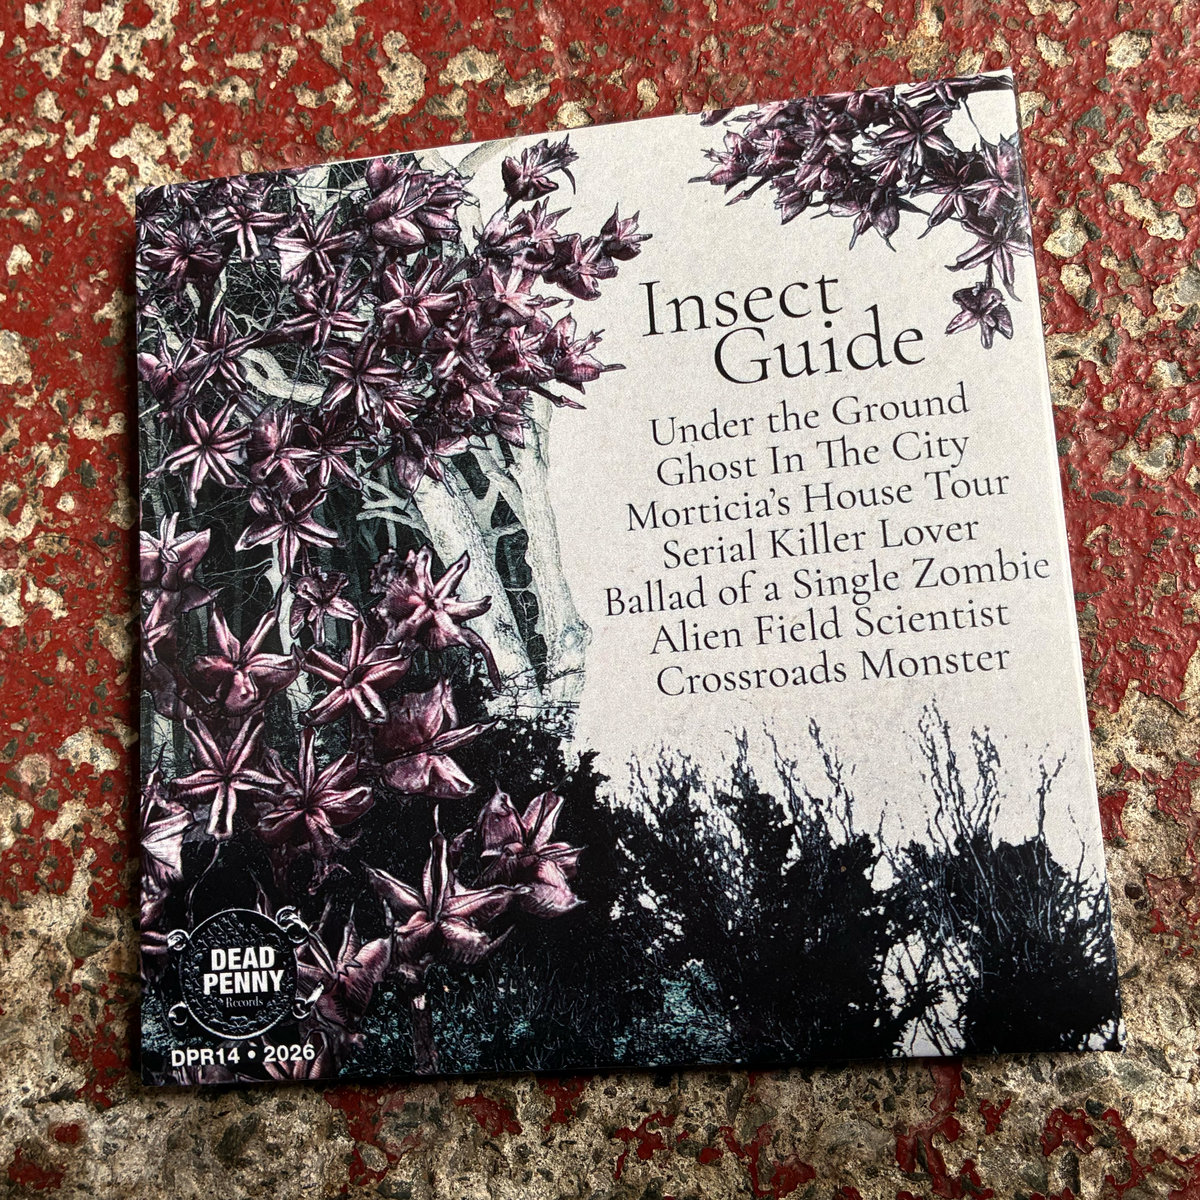 Insect
Guide
Under the Ground
Ghost In The City
Morticia's House Tour
Serial Killer Lover
Ballad of a Single Zombie
Alien Field Scientist
Crossroads Monster
DEAD
PENNY
Records
DPR14 • 2026